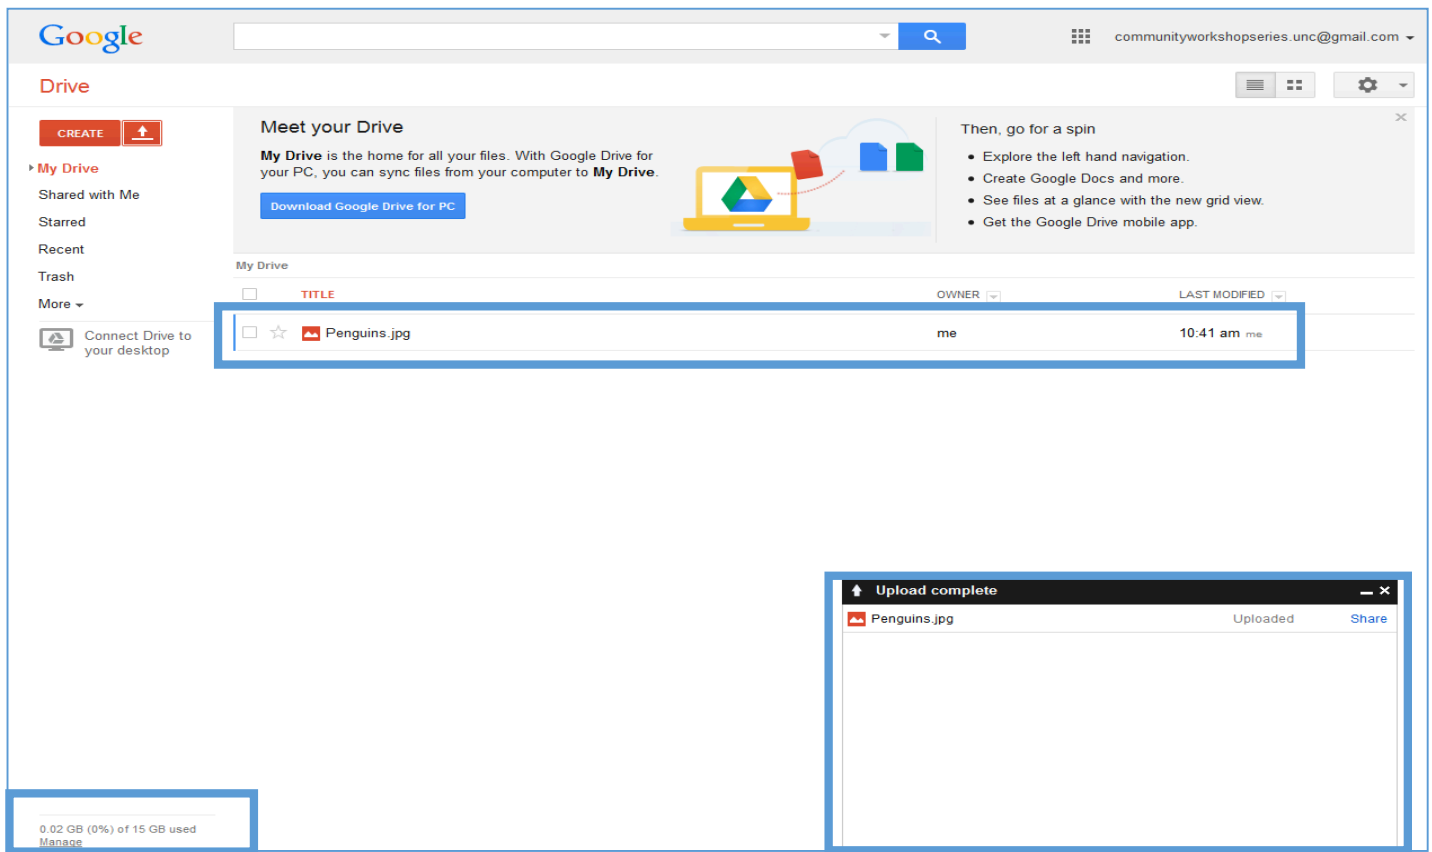 Google
communityworkshopseries.unc@gmail.com
Drive
CREATE
My Drive
Shared with Me
Starred
Recent
Trash
More
Connect Drive to
your desktop
Meet your Drive
My Drive is the home for all your files. With Google Drive for
your PC, you can sync files from your computer to My Drive.
Download Google Drive for PC
Then, go for a spin
• Explore the left hand navigation.
• Create Google Docs and more.
• See files at a glance with the new grid view.
• Get the Google Drive mobile app.
My Drive
TITLE OWNER LAST MODIFIED
Penguins.jpg me 10:41 am me
Upload complete
Penguins.jpg Uploaded Share
0.02 GB (0%) of 15 GB used
Manage